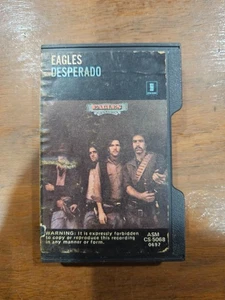 EAGLES
DESPERADO
WARNING: It is expressly forbidden
to copy or reproduce this recording
in any manner or form.
ASM
CS 5068
0697